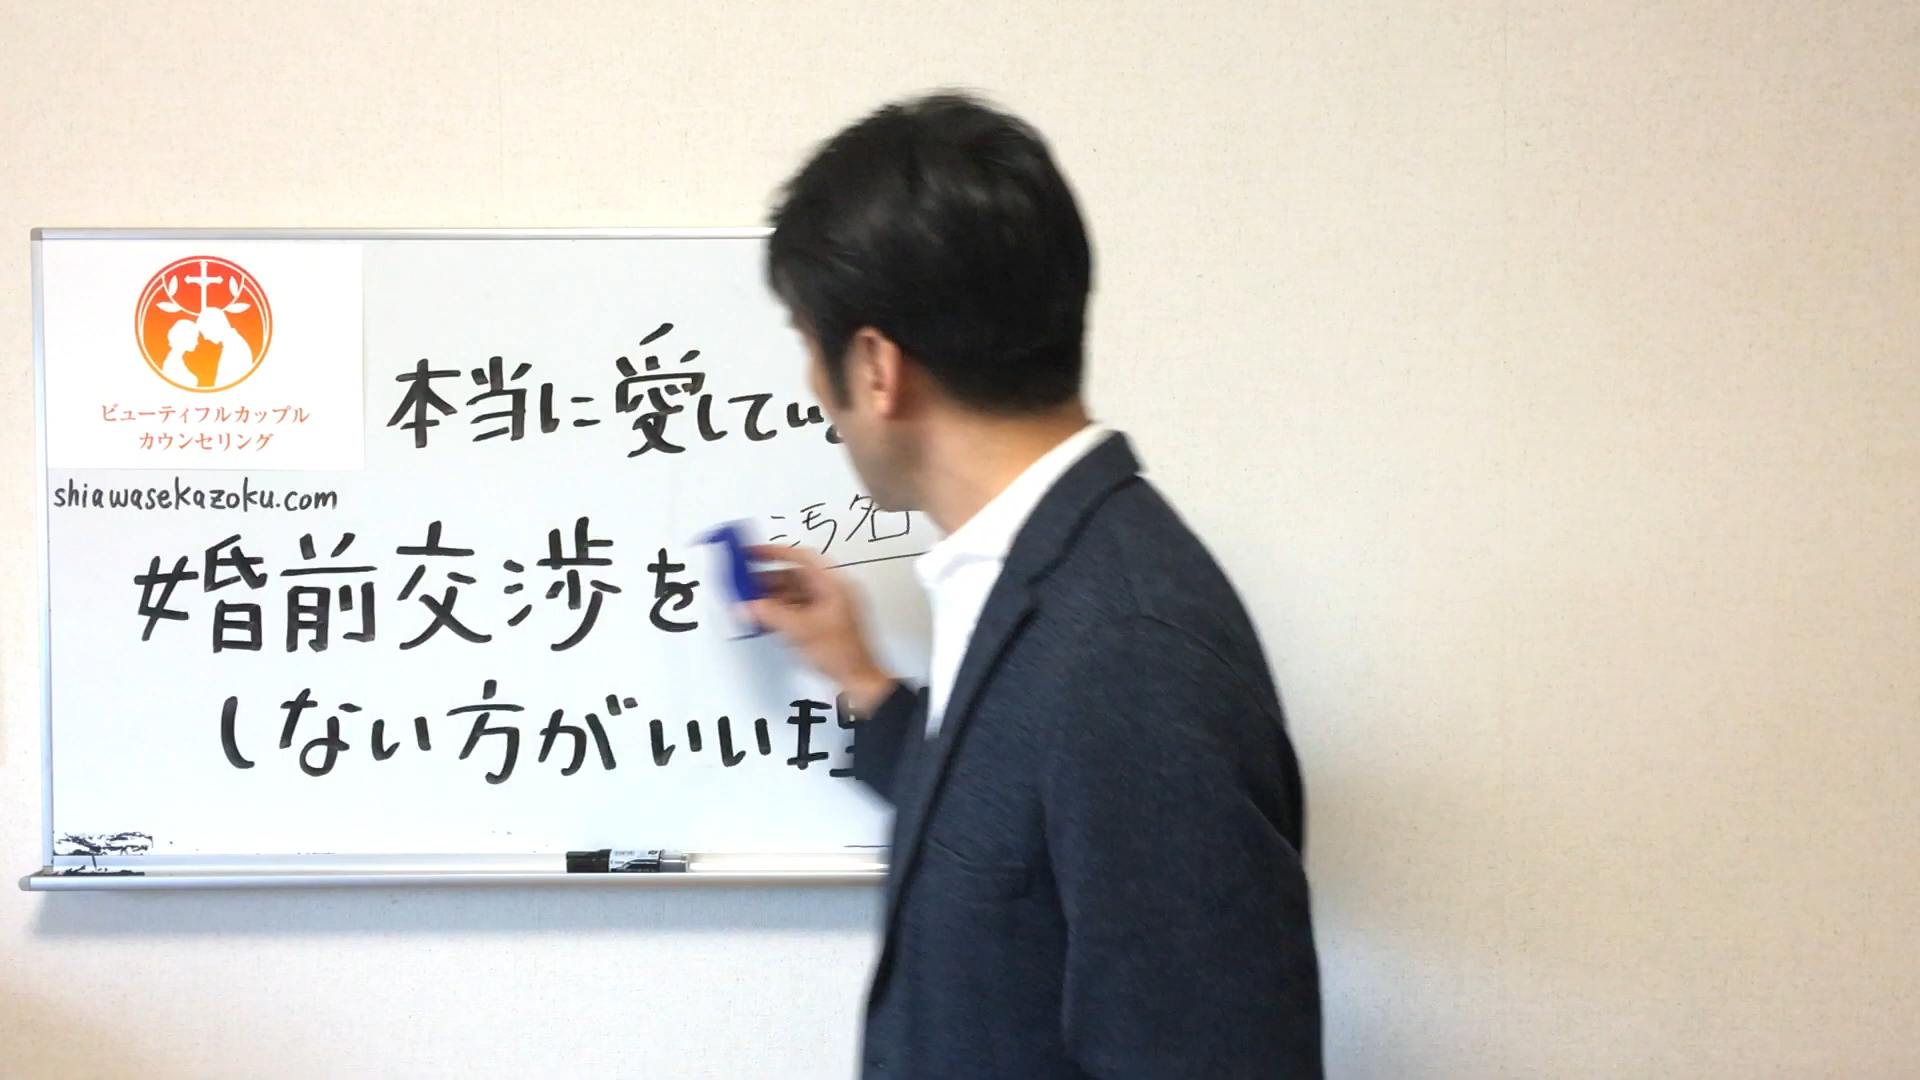 ビューティフルカップル
カウンセリング
shiawasekazoku.com
本当に愛してい
汚名
婚前交渉を
しない方がいい理